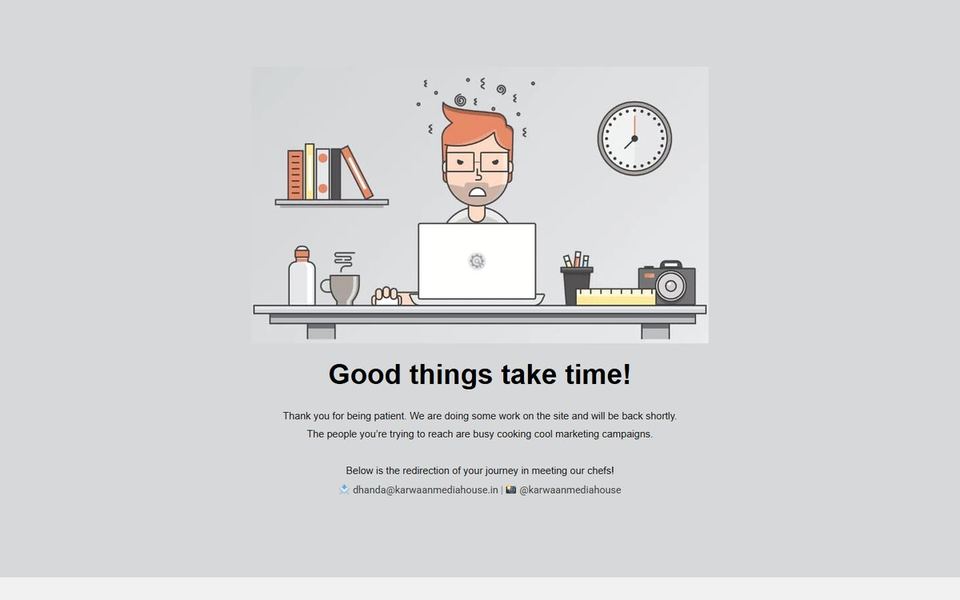 Good things take time!
Thank you for being patient. We are doing some work on the site and will be back shortly.
The people you're trying to reach are busy cooking cool marketing campaigns.
Below is the redirection of your journey in meeting our chefs!
📩 dhanda@karwaanmediahouse.in | 📸 @karwaanmediahouse